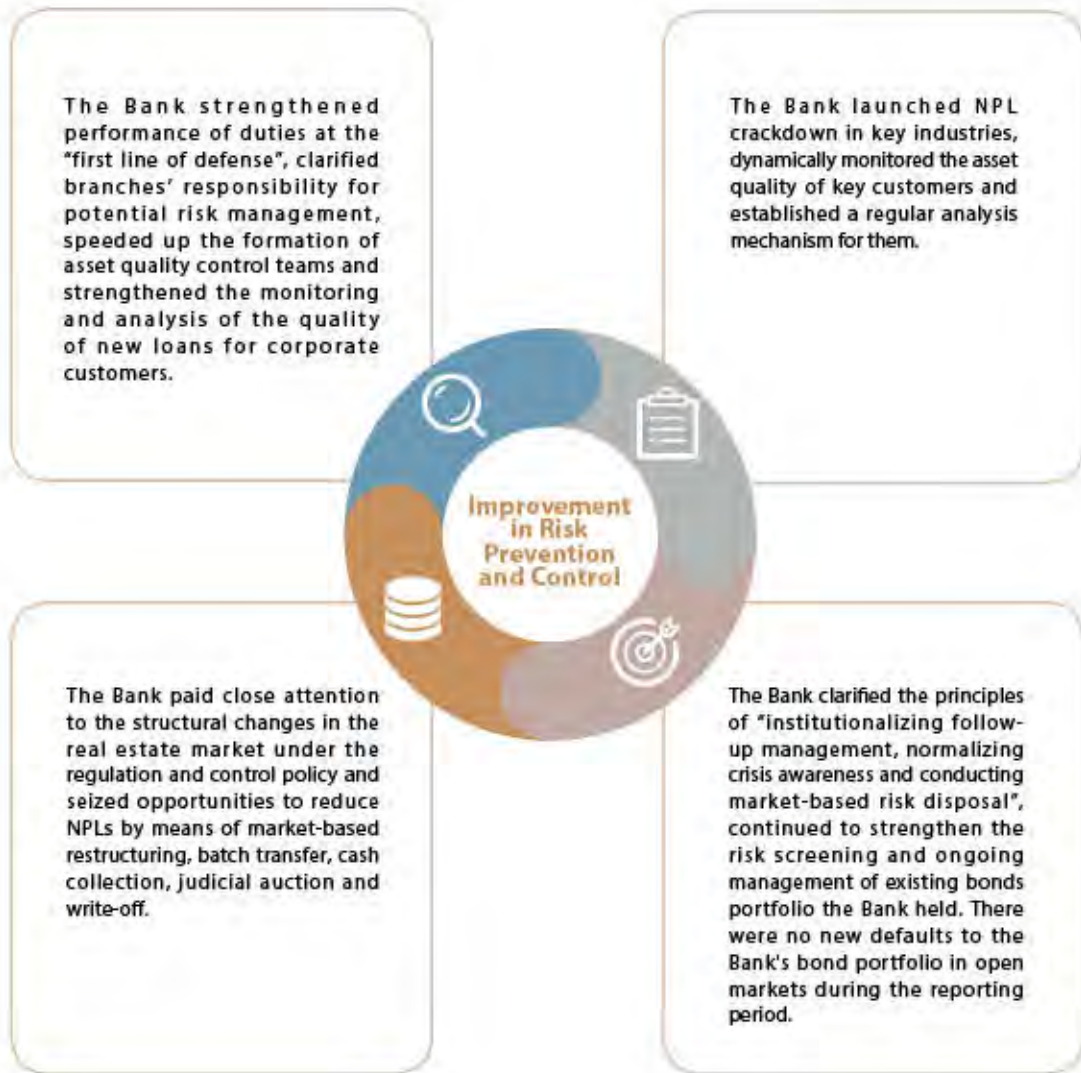 The Bank strengthened
performance of duties at the
"first line of defense", clarified
branches' responsibility for
potential risk management,
speeded up the formation of
asset quality control teams and
strengthened the monitoring
and analysis of the quality
of new loans for corporate
customers.
The Bank launched NPL
crackdown in key industries,
dynamically monitored the asset
quality of key customers and
established a regular analysis
mechanism for them.
Improvement
in Risk
Prevention
and Control
The Bank paid close attention
to the structural changes in the
real estate market under the
regulation and control policy and
seized opportunities to reduce
NPLs by means of market-based
restructuring, batch transfer, cash
collection, judicial auction and
write-off.
The Bank clarified the principles
of "institutionalizing follow-
up management, normalizing
crisis awareness and conducting
market-based risk disposal",
continued to strengthen the
risk screening and ongoing
management of existing bonds
portfolio the Bank held. There
were no new defaults to the
Bank's bond portfolio in open
markets during the reporting
period.